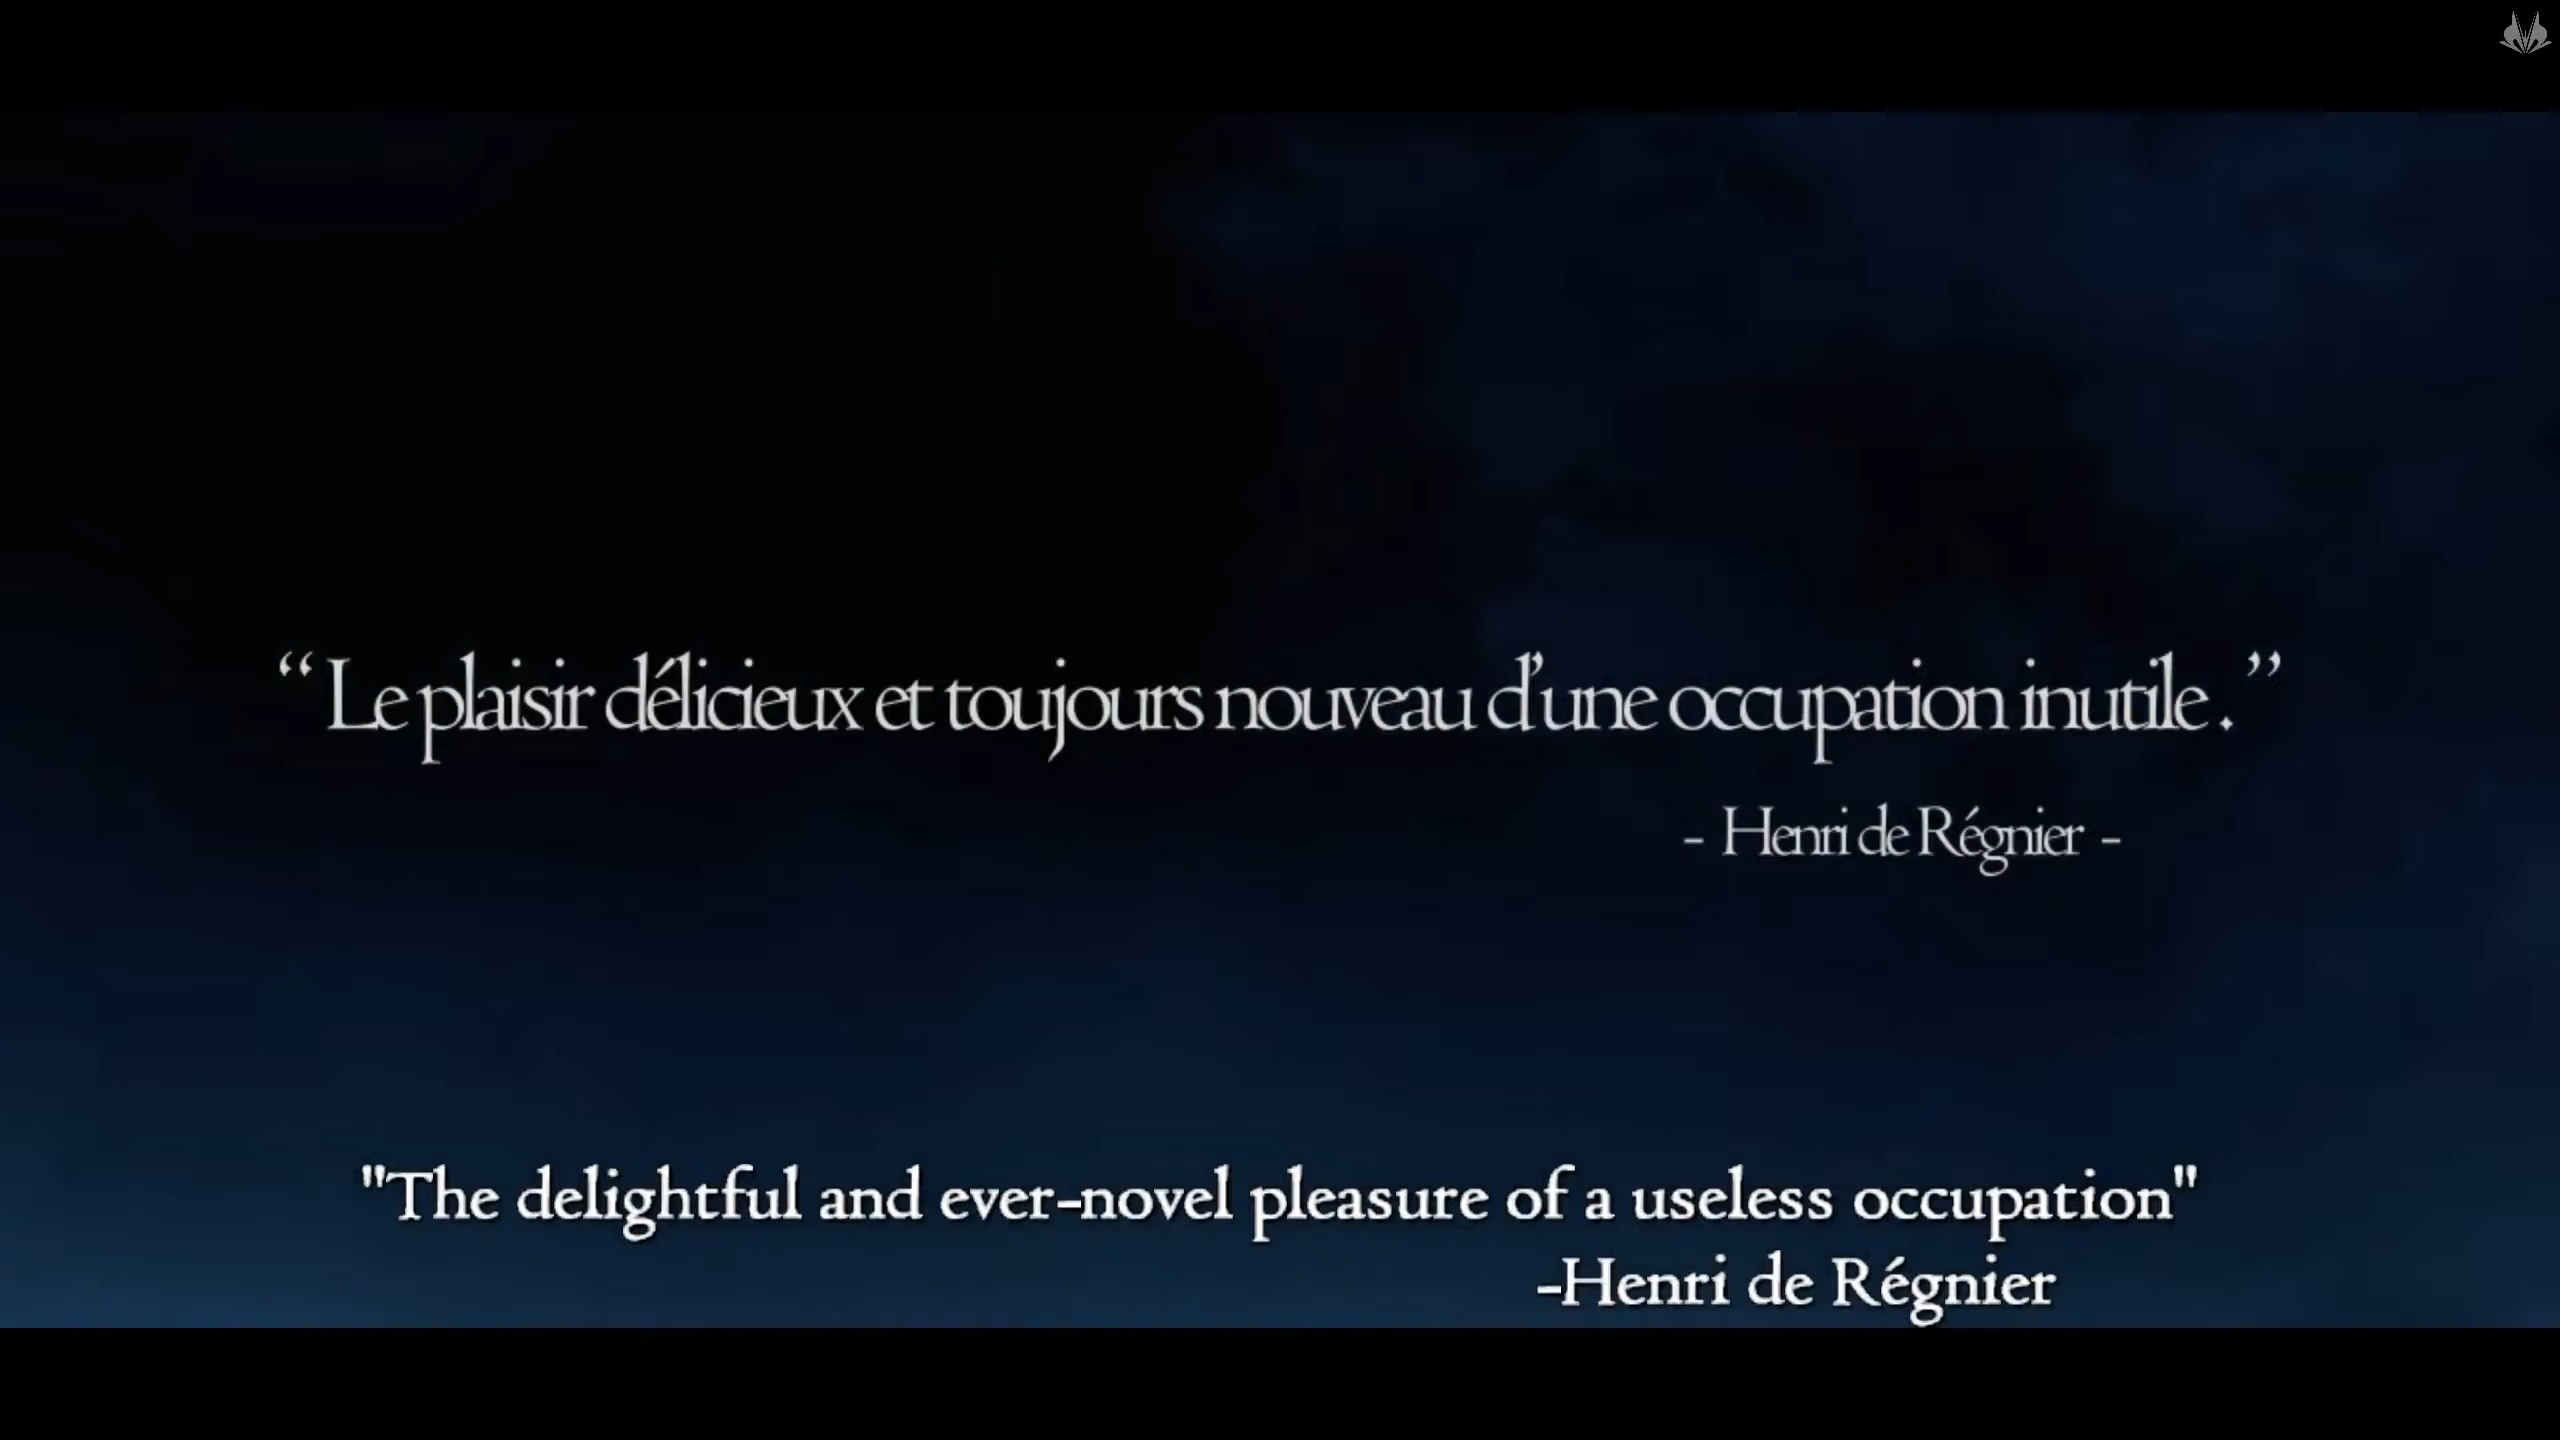 “Le plaisir délicieux et toujours nouveau d’une occupation inutile.”
- Henri de Régnier -
"The delightful and ever-novel pleasure of a useless occupation"
-Henri de Régnier